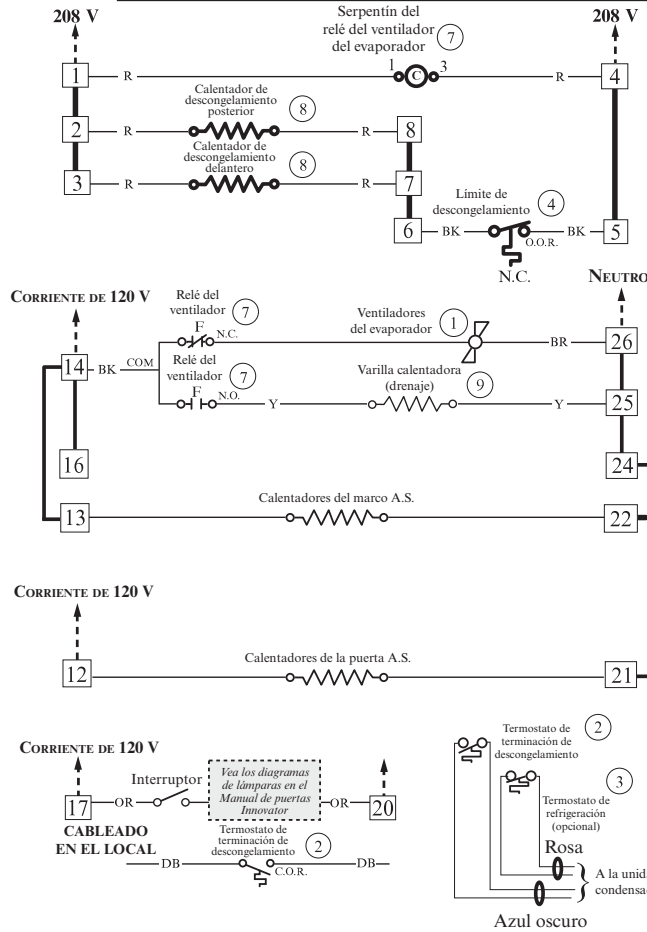 208 V
Serpentín del
relé del ventilador
del evaporador
7
208 V
1
R
1
C
3
R
4
Calentador de
descongelamiento
posterior
8
2
R
R
8
Calentador de
descongelamiento
delantero
8
3
R
R
7
Límite de
descongelamiento
4
6
BK
O.O.R.
BK
5
N.C.
CORRIENTE DE 120 V
NEUTRO
Relé del
ventilador
7
F
N.C.
Ventiladores
del evaporador
1
14
BK
COM
BR
26
Relé del
ventilador
7
F
N.O.
Y
Varilla calentadora
(drenaje)
9
Y
25
16
24
Calentadores del marco A.S.
13
22
CORRIENTE DE 120 V
Calentadores de la puerta A.S.
12
21
CORRIENTE DE 120 V
Interruptor
Vea los diagramas
de lámparas en el
Manual de puertas
Innovator
17
OR
OR
20
CABLEADO
EN EL LOCAL
Termostato de
terminación de
descongelamiento
2
DB
C.O.R.
DB
Termostato de
terminación de
descongelamiento
2
3
Termostato de
refrigeración
(opcional)
Rosa
A la unida
condensad
Azul oscuro